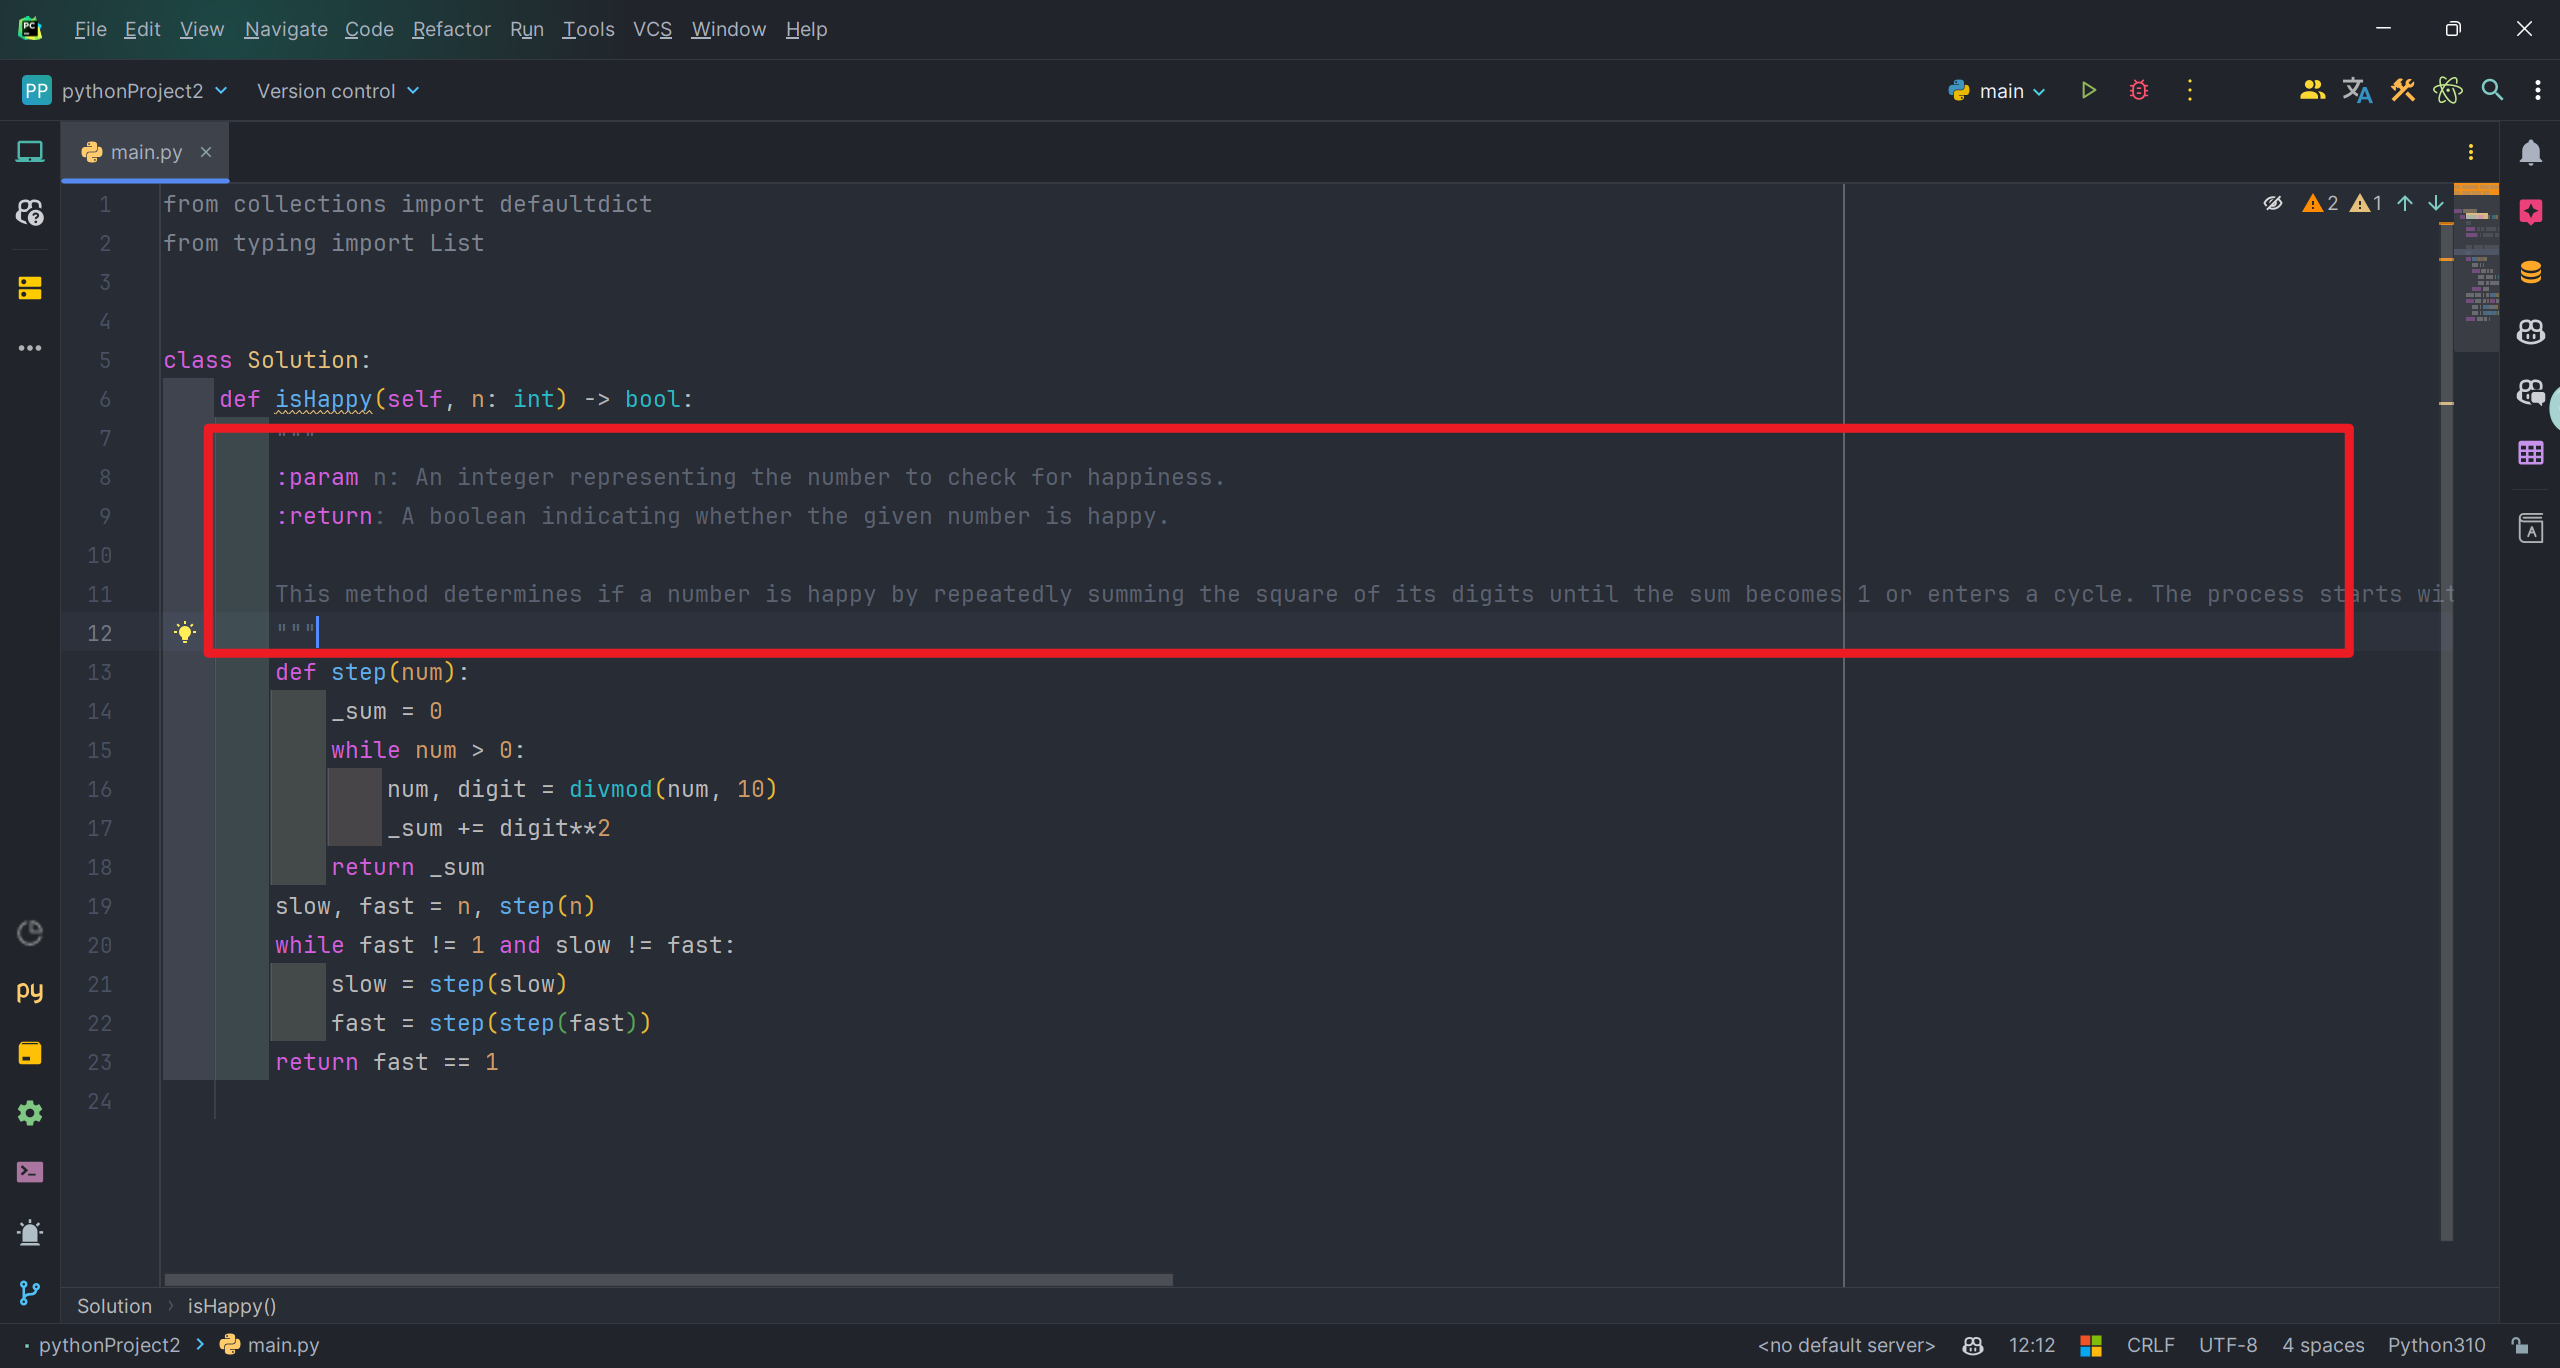 File Edit View Navigate Code Refactor Run Tools VCS Window Help
PP pythonProject2 Version control main
main.py
1 from collections import defaultdict
2 from typing import List
2 1
3
4
5 class Solution:
6 def isHappy(self, n: int) -> bool:
7 """
8 :param n: An integer representing the number to check for happiness.
9 :return: A boolean indicating whether the given number is happy.
10
11 This method determines if a number is happy by repeatedly summing the square of its digits until the sum becomes 1 or enters a cycle. The process starts wit
12 """
13 def step(num):
14 _sum = 0
15 while num > 0:
16 num, digit = divmod(num, 10)
17 _sum += digit**2
18 return _sum
19 slow, fast = n, step(n)
20 while fast != 1 and slow != fast:
21 slow = step(slow)
22 fast = step(step(fast))
23 return fast == 1
24
py
Solution › isHappy()
pythonProject2 > main.py
<no default server> 12:12 CRLF UTF-8 4 spaces Python310